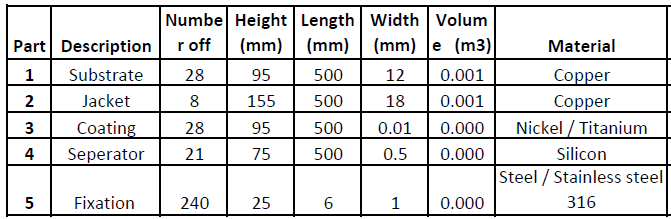 Part Description Numbe r off Height (mm) Length (mm) Width (mm) Volum e (m3) Material
1 Substrate 28 95 500 12 0.001 Copper
2 Jacket 8 155 500 18 0.001 Copper
3 Coating 28 95 500 0.01 0.000 Nickel / Titanium
4 Seperator 21 75 500 0.5 0.000 Silicon
5 Fixation 240 25 6 1 0.000 Steel / Stainless steel 316